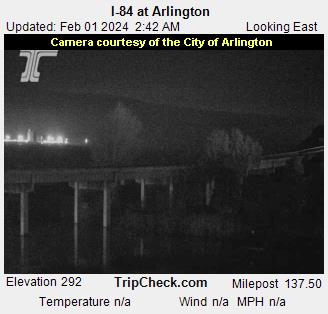 I-84 at Arlington
Updated: Feb 01 2024 2:42 AM Looking East
Camera courtesy of the City of Arlington
Elevation 292 TripCheck.com Milepost 137.50
Temperature n/a Wind n/a MPH n/a